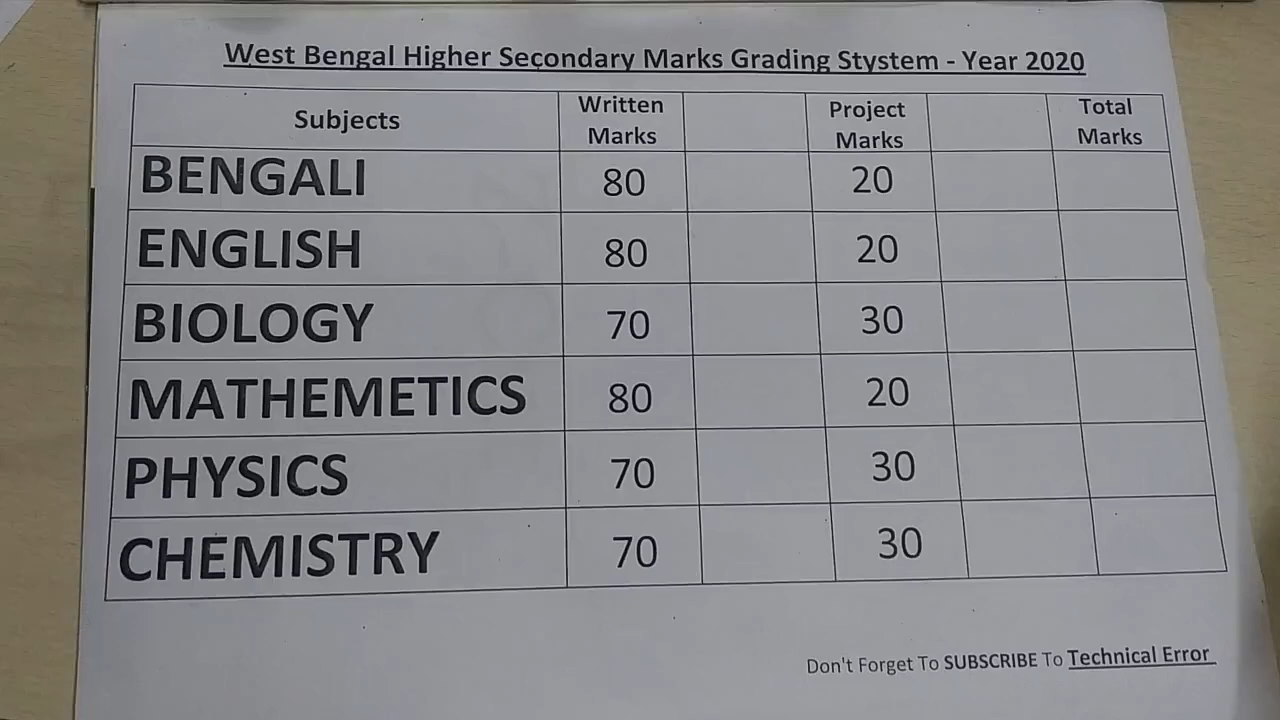 West Bengal Higher Secondary Marks Grading Stystem - Year 2020
Subjects Written Marks Project Marks Total Marks
BENGALI 80 20
ENGLISH 80 20
BIOLOGY 70 30
MATHEMETICS 80 20
PHYSICS 70 30
CHEMISTRY 70 30
Don't Forget To SUBSCRIBE To Technical Error